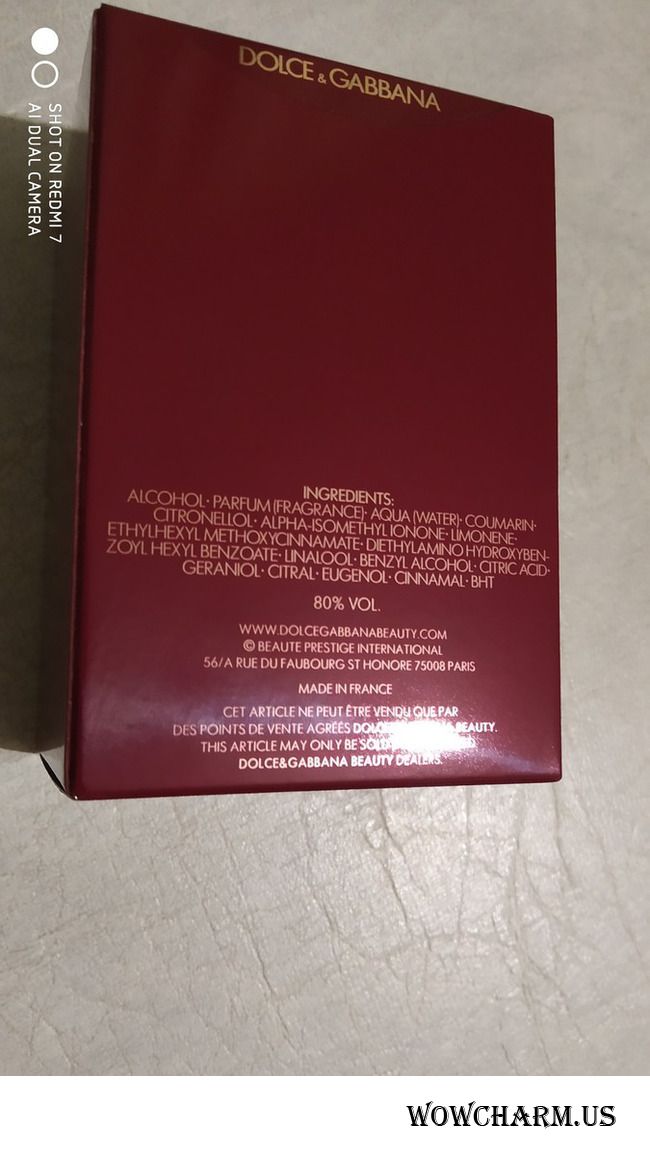 DOLCE & GABBANA
SHOT ON REDMI 7
AI DUAL CAMERA
INGREDIENTS:
ALCOHOL· PARFUM (FRAGRANCE)· AQUA (WATER)· COUMARIN·
CITRONELLOL· ALPHA-ISOMETHYL IONONE· LIMONENE·
ETHYLHEXYL METHOXYCINNAMATE· DIETHYLAMINO HYDROXYBEN-
ZOYL HEXYL BENZOATE· LINALOOL· BENZYL ALCOHOL· CITRIC ACID·
GERANIOL· CITRAL· EUGENOL· CINNAMAL· BHT
80% VOL.
WWW.DOLCEGABBANABEAUTY.COM
© BEAUTE PRESTIGE INTERNATIONAL
56/A RUE DU FAUBOURG ST HONORE 75008 PARIS
MADE IN FRANCE
CET ARTICLE NE PEUT ÊTRE VENDU QUE PAR
DES POINTS DE VENTE AGRÉÉS BEAUTY.
THIS ARTICLE MAY ONLY BE SOLD
DOLCE&GABBANA BEAUTY DEALERS.
WOWCHARM.US